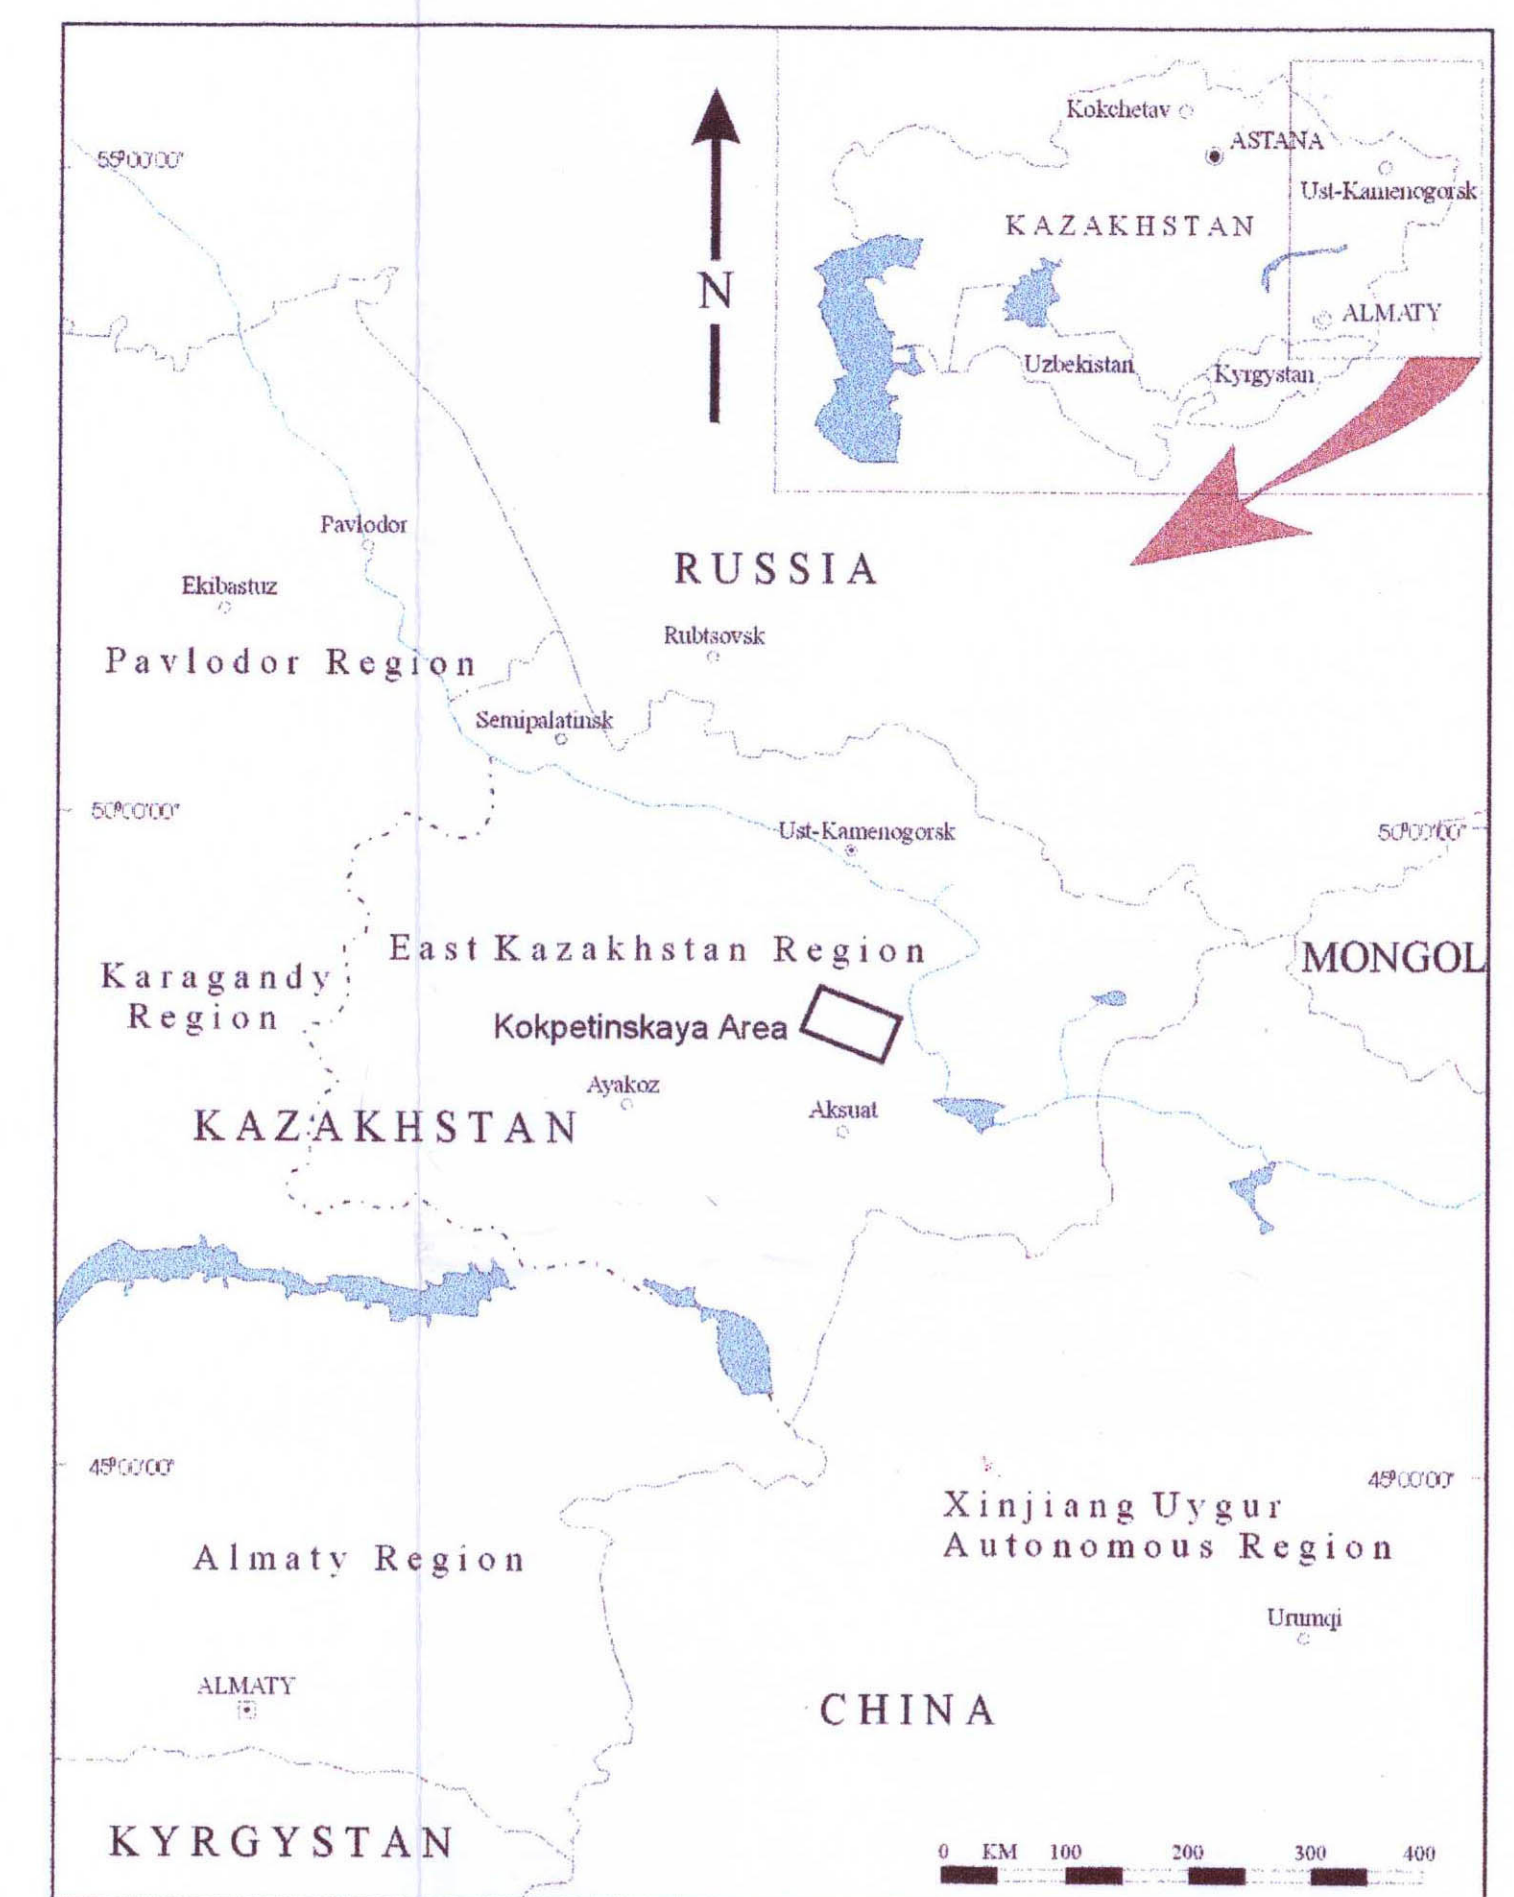 Kokchetav
ASTANA
Ust-Kamenogorsk
KAZAKHSTAN
ALMATY
Uzbekistan
Kyrgystan
55°00'00"
N
Pavlodor
Ekibastuz
RUSSIA
Rubtsovsk
Pavlodor Region
Semipalatinsk
50°00'00"
50°00'00"
Ust-Kamenogorsk
East Kazakhstan Region
MONGOL
Karagandy
Region
Kokpetinskaya Area
Ayakoz
Aksuat
KAZAKHSTAN
45°00'00"
45°00'00"
Xinjiang Uygur
Autonomous Region
Almaty Region
Urumqi
ALMATY
CHINA
KYRGYSTAN
0 KM 100 200 300 400